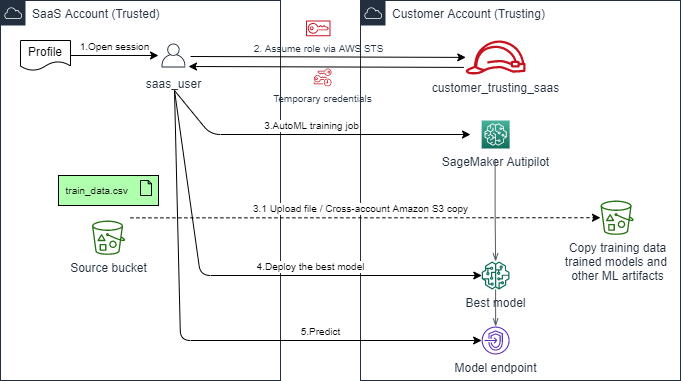 SaaS Account (Trusted)
Customer Account (Trusting)
Profile
1.Open session
2. Assume role via AWS STS
saas_user
Temporary credentials
customer_trusting_saas
3.AutoML training job
SageMaker Autipilot
train_data.csv
3.1 Upload file / Cross-account Amazon S3 copy
Source bucket
Copy training data
trained models and
other ML artifacts
4.Deploy the best model
Best model
5.Predict
Model endpoint